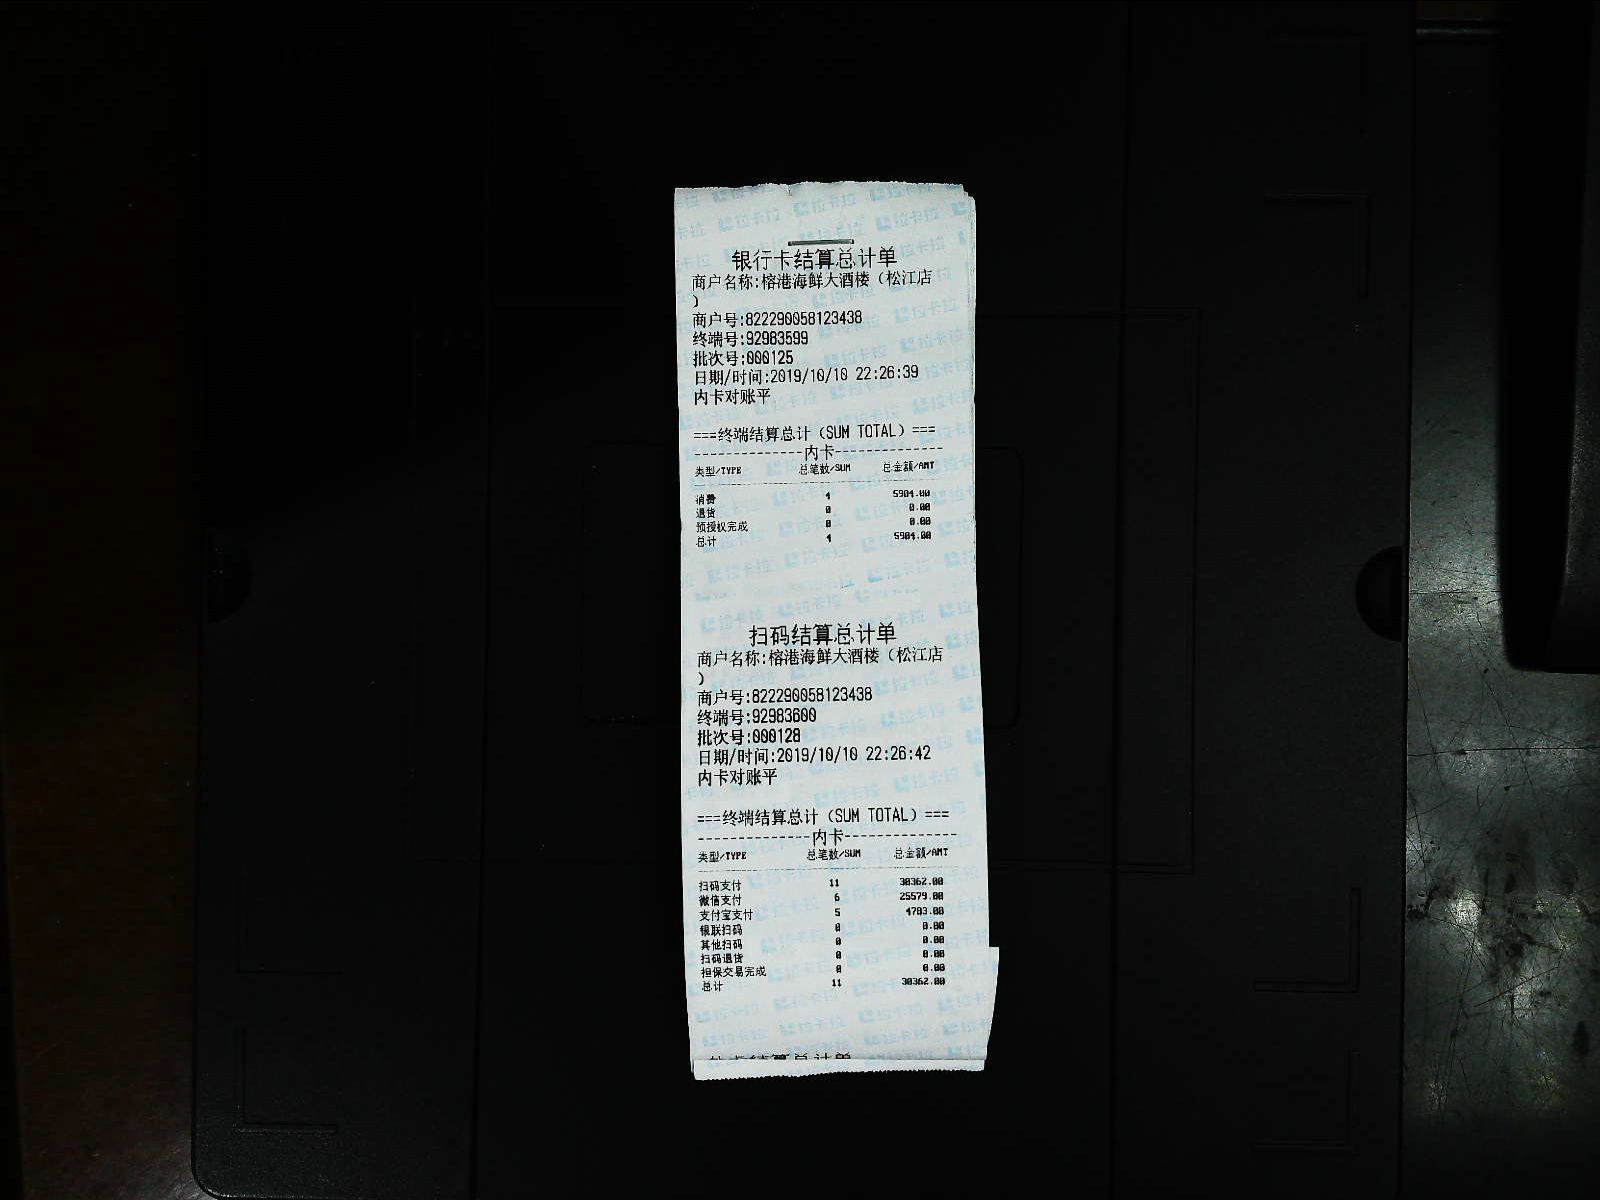 银行卡结算总计单
商户名称:榕港海鲜大酒楼（松江店
）
商户号:822290058123438
终端号:92983599
批次号:000125
日期/时间:2019/10/10 22:26:39
内卡对账平
===终端结算总计（SUM TOTAL）===
--------------内卡--------------
类型/TYPE 总笔数/SUM 总金额/AMT
消费 4 5904.00
退货 0 0.00
预授权完成 0 0.00
总计 4 5904.00
扫码结算总计单
商户名称:榕港海鲜大酒楼（松江店
）
商户号:822290058123438
终端号:92983600
批次号:000128
日期/时间:2019/10/10 22:26:42
内卡对账平
===终端结算总计（SUM TOTAL）===
--------------内卡--------------
类型/TYPE 总笔数/SUM 总金额/AMT
扫码支付 11 30362.00
微信支付 6 25579.00
支付宝支付 5 4783.00
银联扫码 0 0.00
其他扫码 0 0.00
扫码退货 0 0.00
担保交易完成 0 0.00
总计 11 30362.00